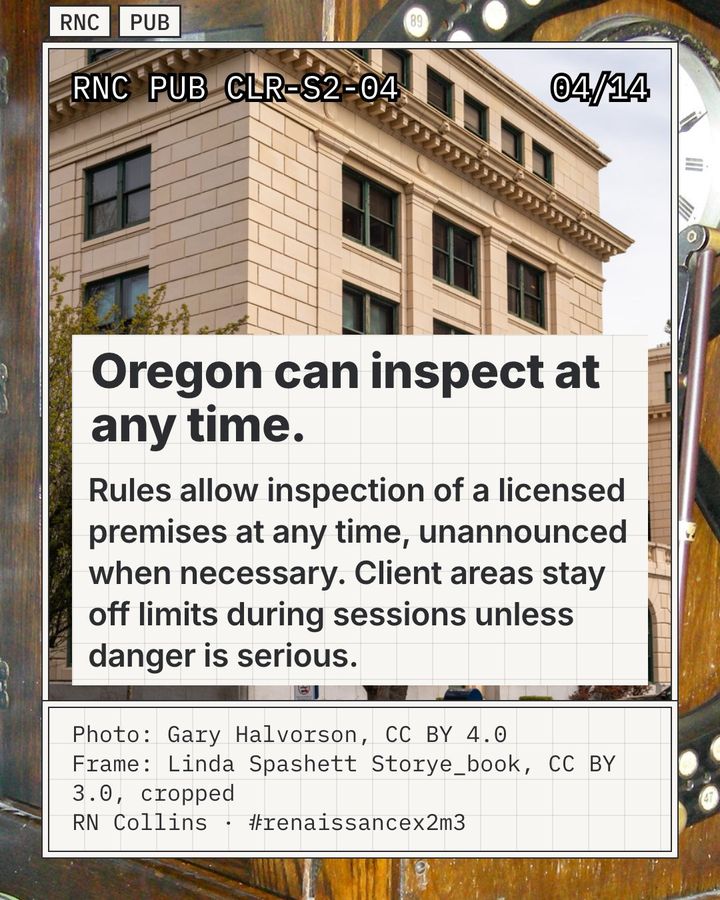 RNC PUB
RNC PUB CLR-S2-04 04/14
89
Oregon can inspect at
any time.
Rules allow inspection of a licensed
premises at any time, unannounced
when necessary. Client areas stay
off limits during sessions unless
danger is serious.
Photo: Gary Halvorson, CC BY 4.0
Frame: Linda Spashett Storye_book, CC BY
3.0, cropped
RN Collins · #renaissancex2m3
47